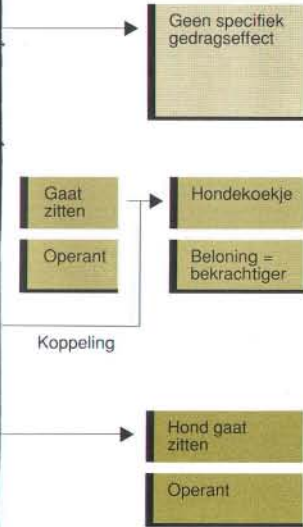 Geen specifiek
gedragseffect
Gaat
zitten
Hondekoekje
Operant
Beloning =
bekrachtiger
Koppeling
Hond gaat
zitten
Operant